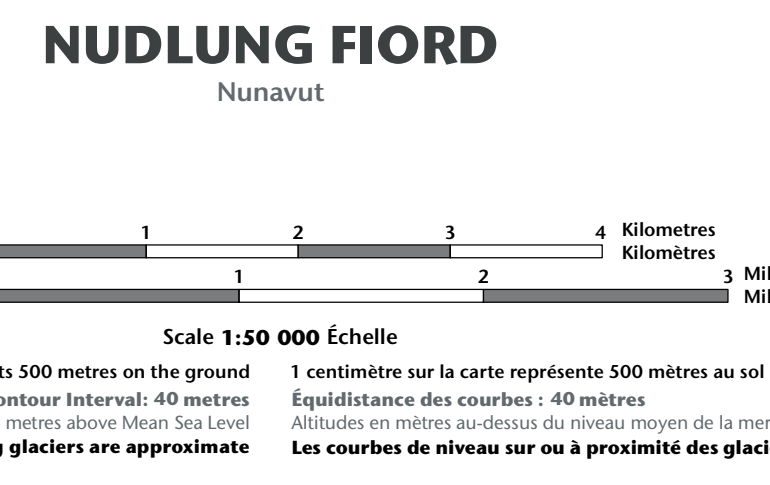 NUDLUNG FIORD
Nunavut
1 2 3 4 Kilometres
Kilomètres
1 2 3
Scale 1:50 000 Échelle
500 metres on the ground 1 centimètre sur la carte représente 500 mètres au sol
Interval: 40 metres Équidistance des courbes : 40 mètres
metres above Mean Sea Level Altitudes en mètres au-dessus du niveau moyen de la mer
glaciers are approximate Les courbes de niveau sur ou à proximité des